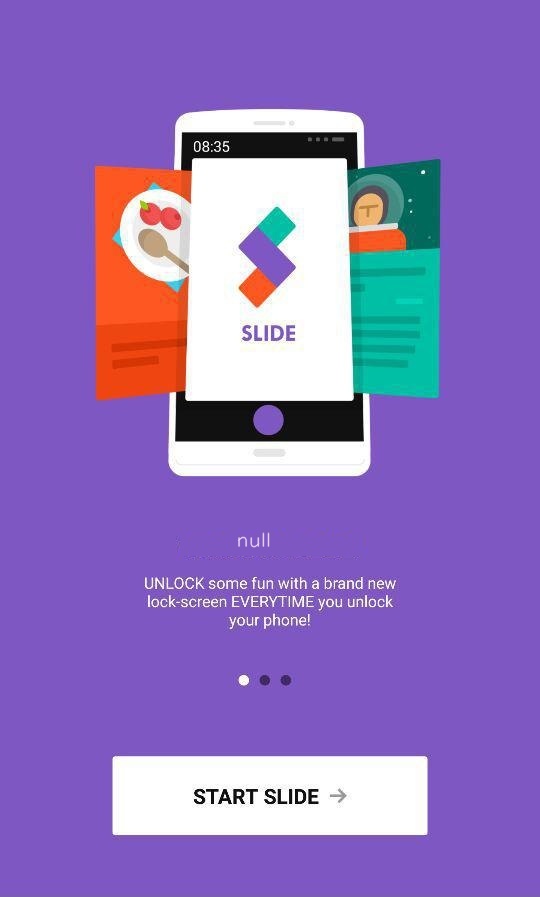 08:35
SLIDE
null
UNLOCK some fun with a brand new
lock-screen EVERYTIME you unlock
your phone!
START SLIDE →